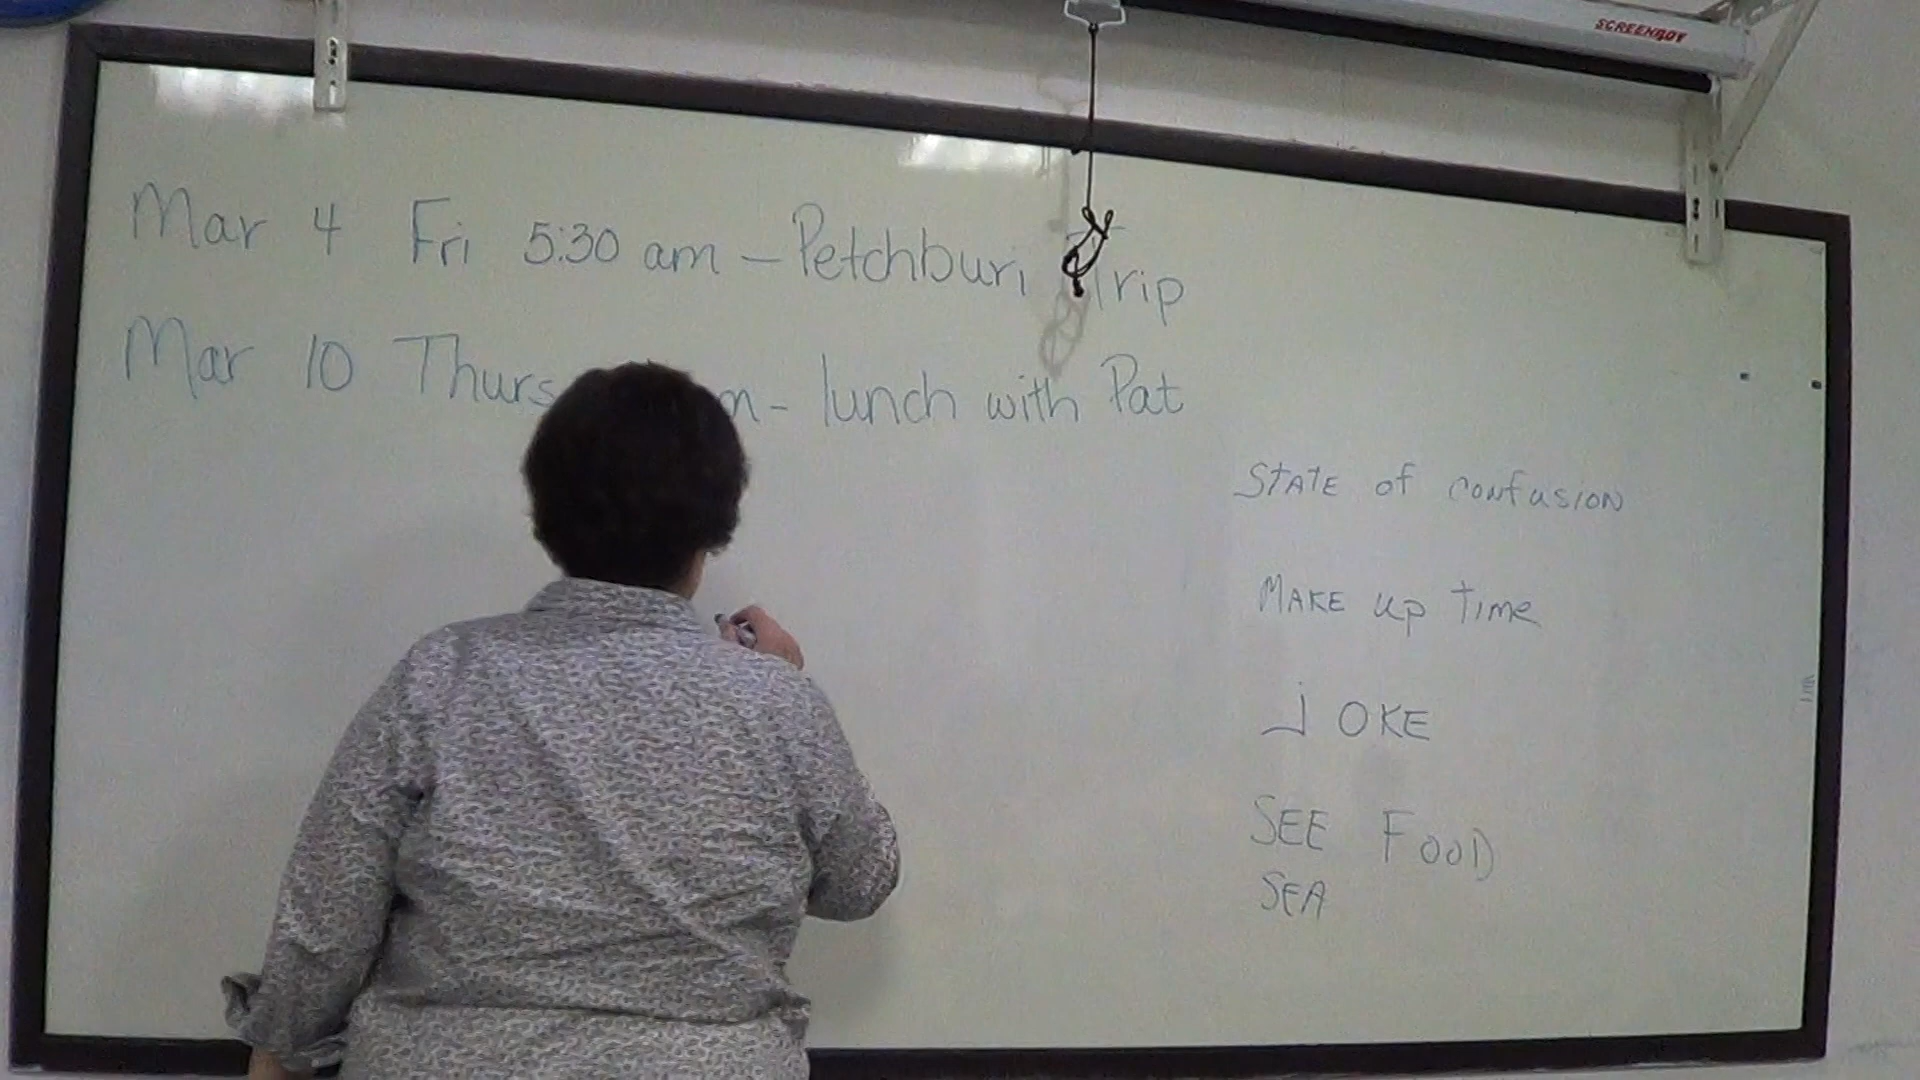 SCREENBOY
Mar 4 Fri 5:30 am - Petchburi Trip
Mar 10 Thurs - lunch with Pat
STATE of confusion
MAKE up Time
jOKE
SEE FOOD
SEA